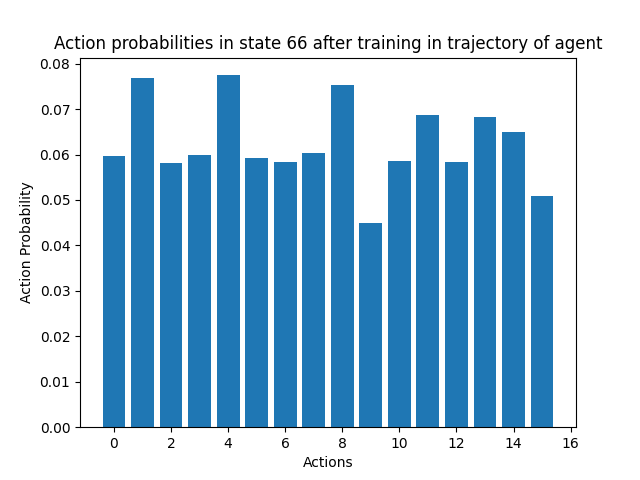 Action probabilities in state 66 after training in trajectory of agent
0.08
0.07
0.06
0.05
0.04
0.03
0.02
0.01
0.00
Action Probability
0 2 4 6 8 10 12 14 16
Actions